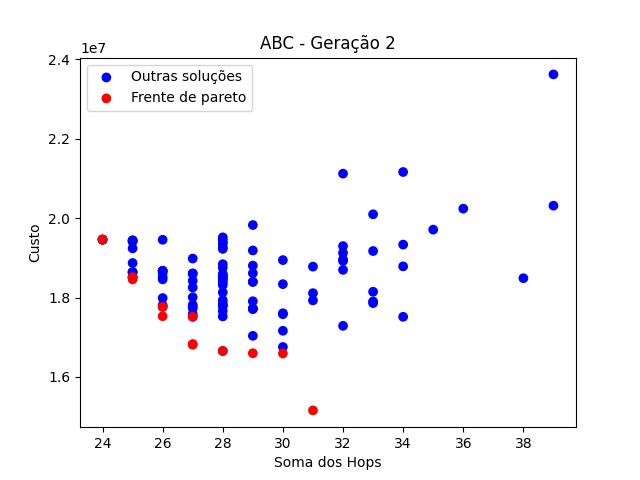 ABC - Geração 2
1e7
Outras soluções
Frente de pareto
2.4
2.2
2.0
1.8
1.6
Custo
24 26 28 30 32 34 36 38
Soma dos Hops